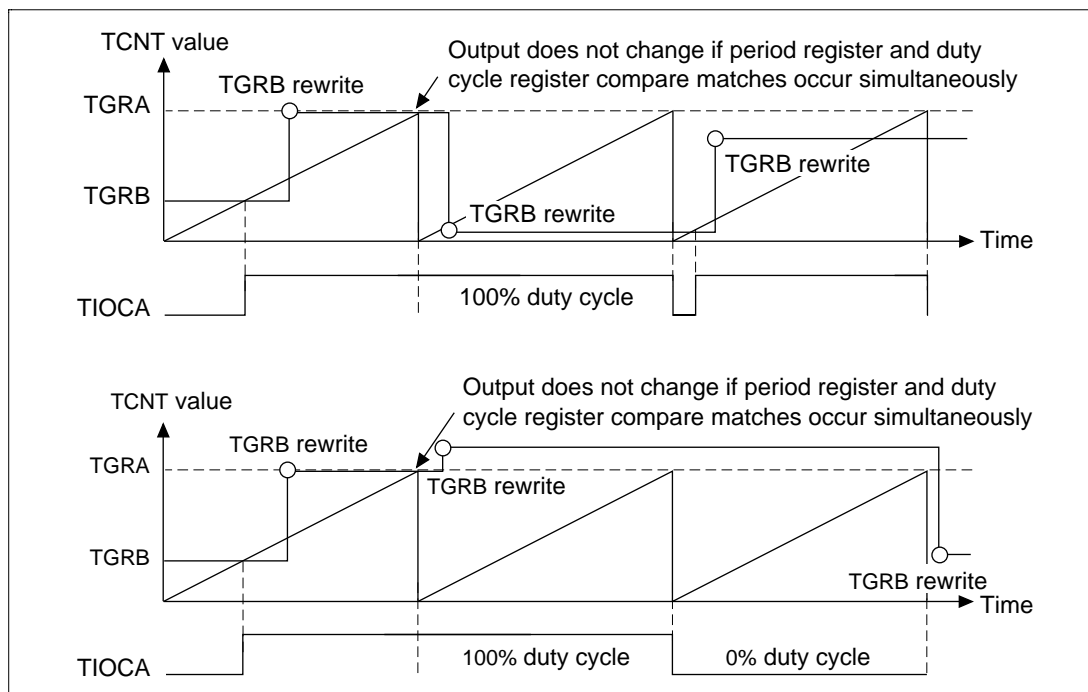 TCNT value
Output does not change if period register and duty
cycle register compare matches occur simultaneously
TGRB rewrite
TGRA
TGRB rewrite
TGRB
TGRB rewrite
Time
100% duty cycle
TIOCA
Output does not change if period register and duty
cycle register compare matches occur simultaneously
TCNT value
TGRB rewrite
TGRA
TGRB rewrite
TGRB
TGRB rewrite
Time
100% duty cycle
0% duty cycle
TIOCA